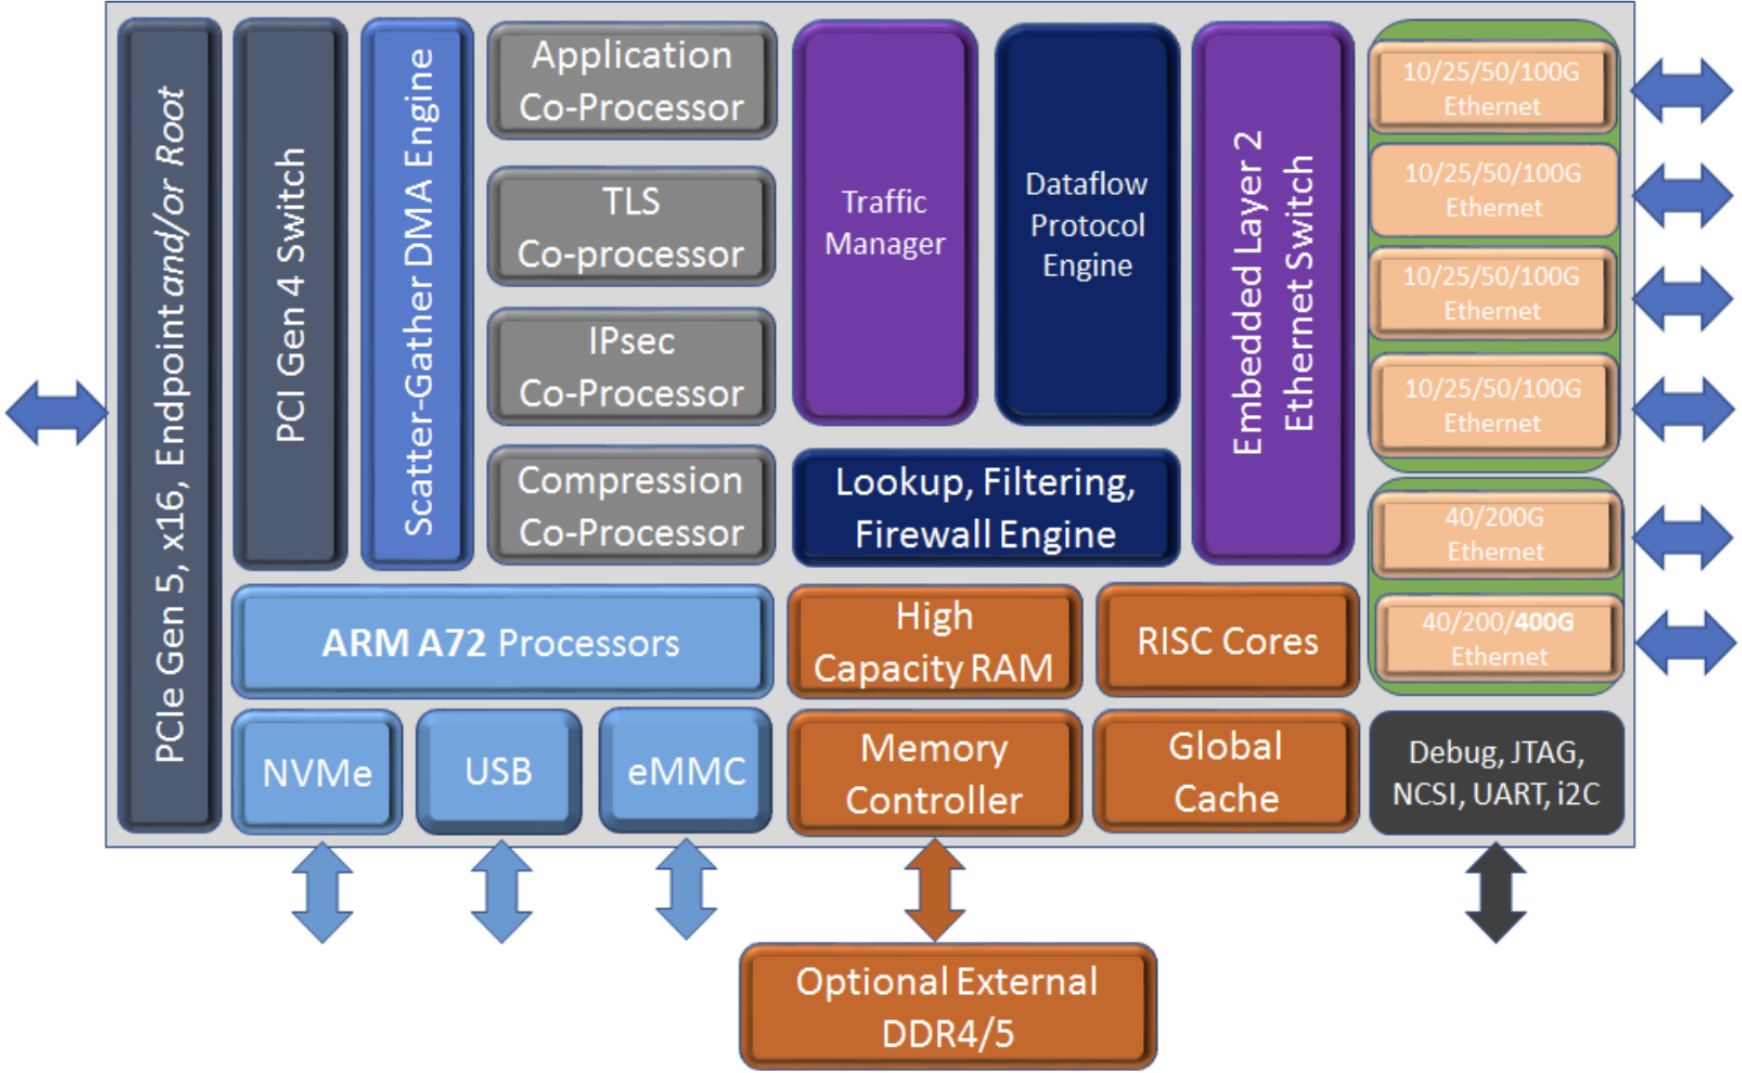 PCIe Gen 5, x16, Endpoint and/or Root
PCI Gen 4 Switch
Scatter-Gather DMA Engine
Application
Co-Processor
TLS
Co-processor
IPsec
Co-Processor
Compression
Co-Processor
Traffic
Manager
Dataflow
Protocol
Engine
Lookup, Filtering,
Firewall Engine
Embedded Layer 2
Ethernet Switch
10/25/50/100G
Ethernet
10/25/50/100G
Ethernet
10/25/50/100G
Ethernet
10/25/50/100G
Ethernet
40/200G
Ethernet
40/200/400G
Ethernet
ARM A72 Processors
High
Capacity RAM
RISC Cores
NVMe
USB
eMMC
Memory
Controller
Global
Cache
Debug, JTAG,
NCSI, UART, i2C
Optional External
DDR4/5